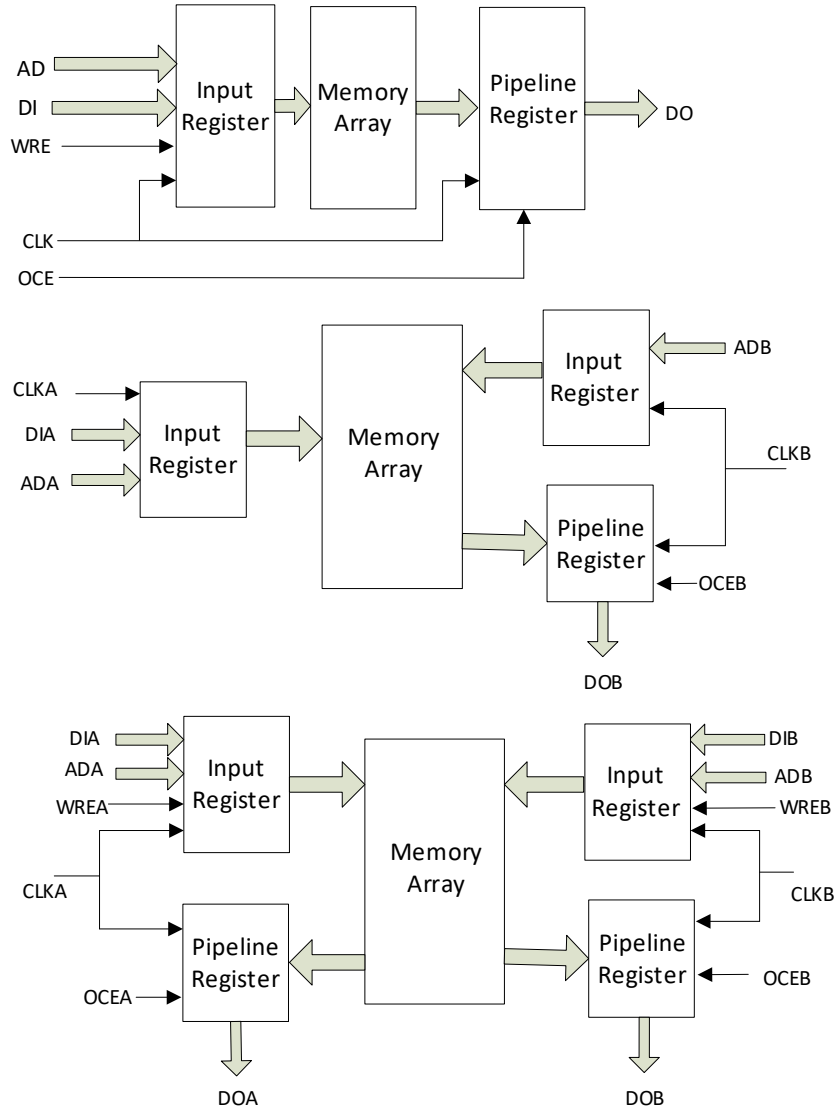 AD
DI
WRE
CLK
OCE
Input
Register
Memory
Array
Pipeline
Register
DO
CLKA
DIA
ADA
Input
Register
Memory
Array
Input
Register
ADB
CLKB
Pipeline
Register
OCEB
DOB
DIA
ADA
WREA
CLKA
OCEA
Input
Register
Pipeline
Register
DOA
Memory
Array
Input
Register
Pipeline
Register
DIB
ADB
WREB
CLKB
OCEB
DOB